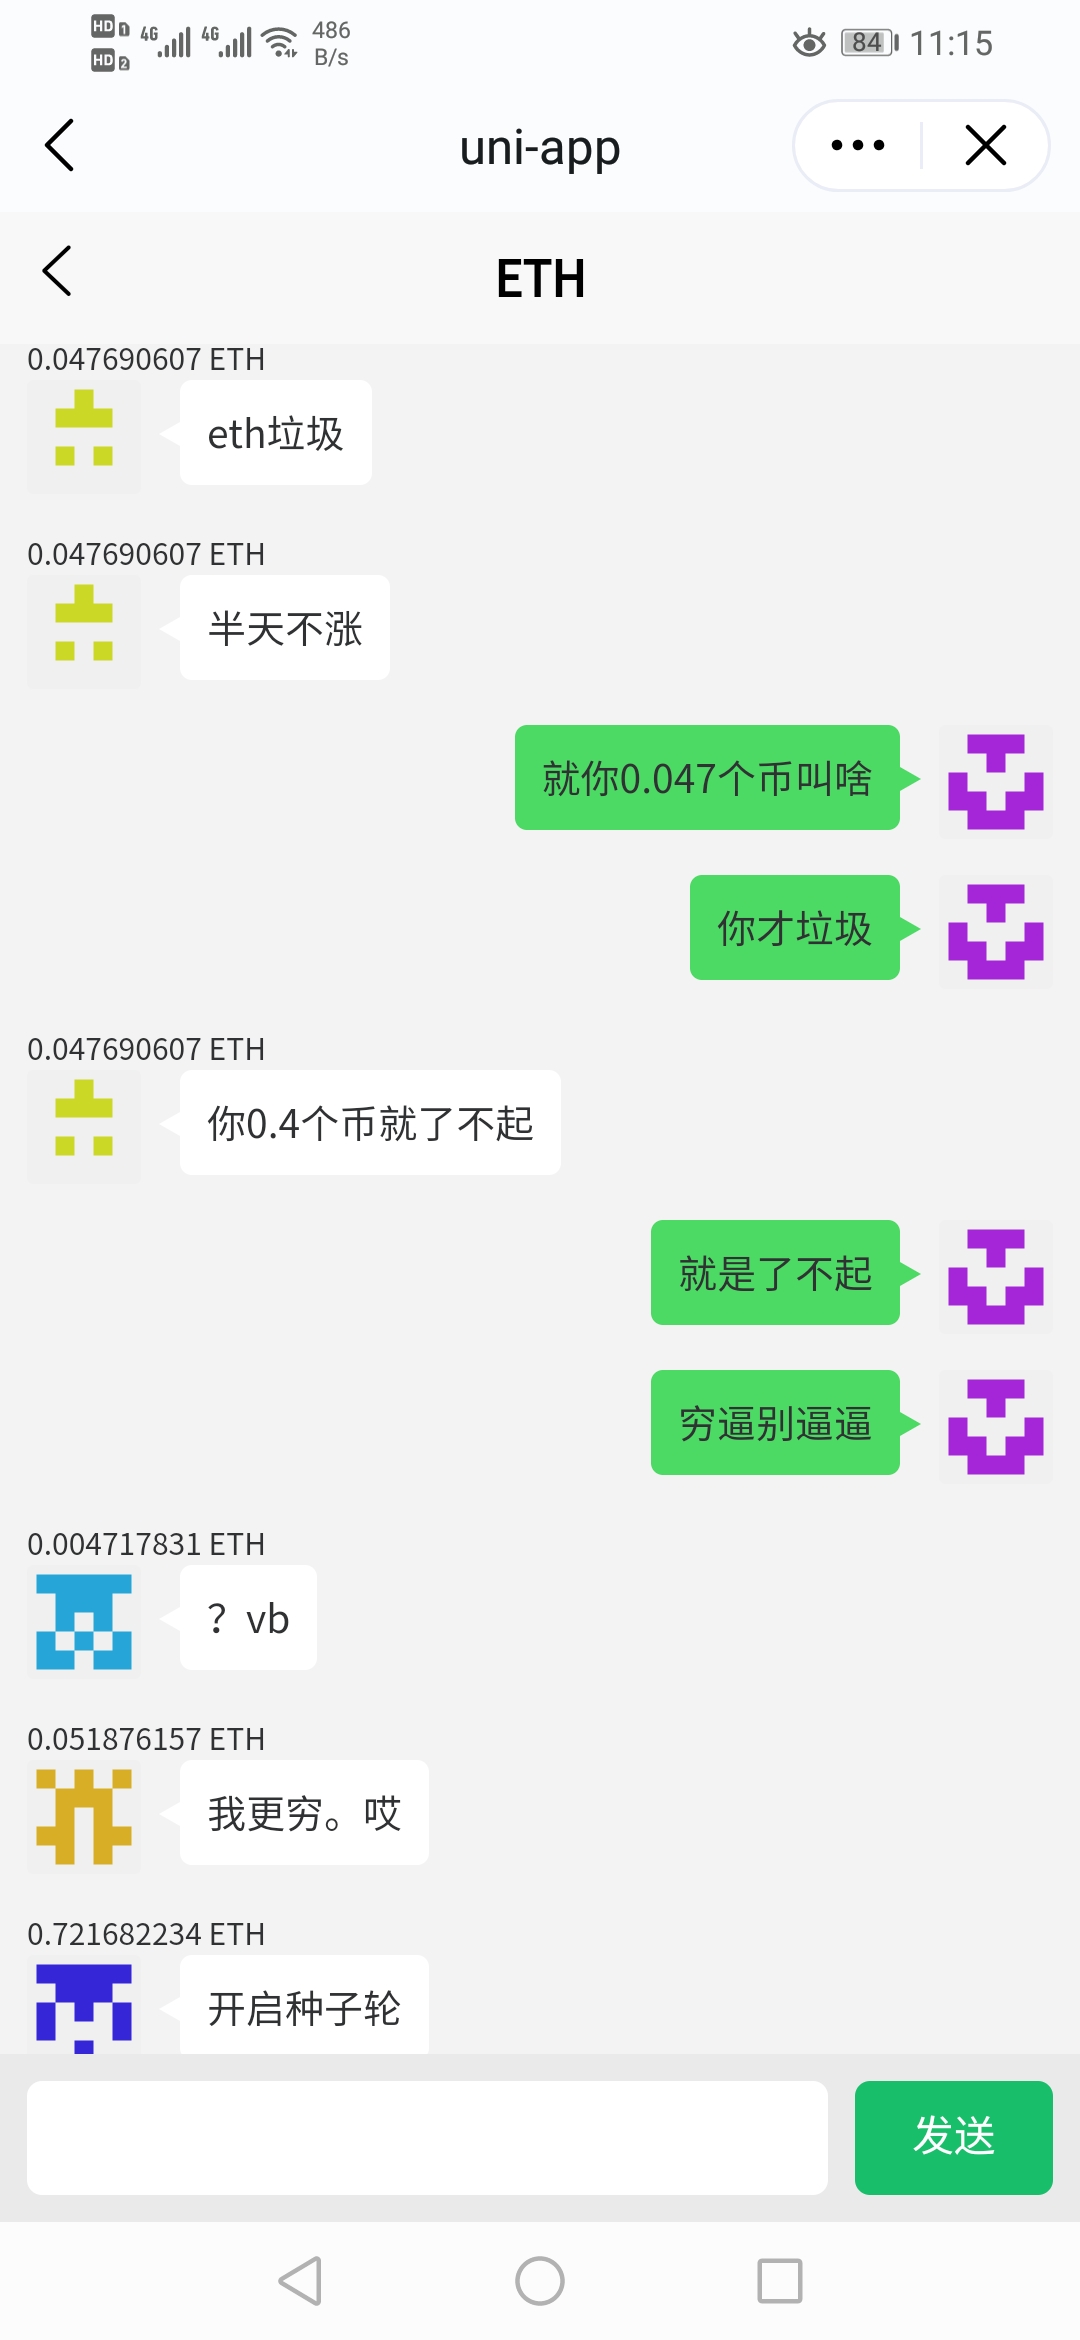 HD 1 4G 4G 486
HD 2 B/s
84 11:15
uni-app
ETH
0.047690607 ETH
eth垃圾
0.047690607 ETH
半天不涨
就你0.047个币叫啥
你才垃圾
0.047690607 ETH
你0.4个币就了不起
就是了不起
穷逼别逼逼
0.004717831 ETH
？vb
0.051876157 ETH
我更穷。哎
0.721682234 ETH
开启种子轮
发送